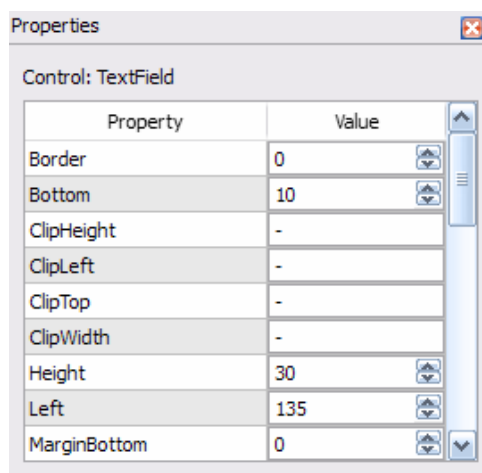 Properties
Control: TextField
Property Value
Border 0
Bottom 10
ClipHeight -
ClipLeft -
ClipTop -
ClipWidth -
Height 30
Left 135
MarginBottom 0